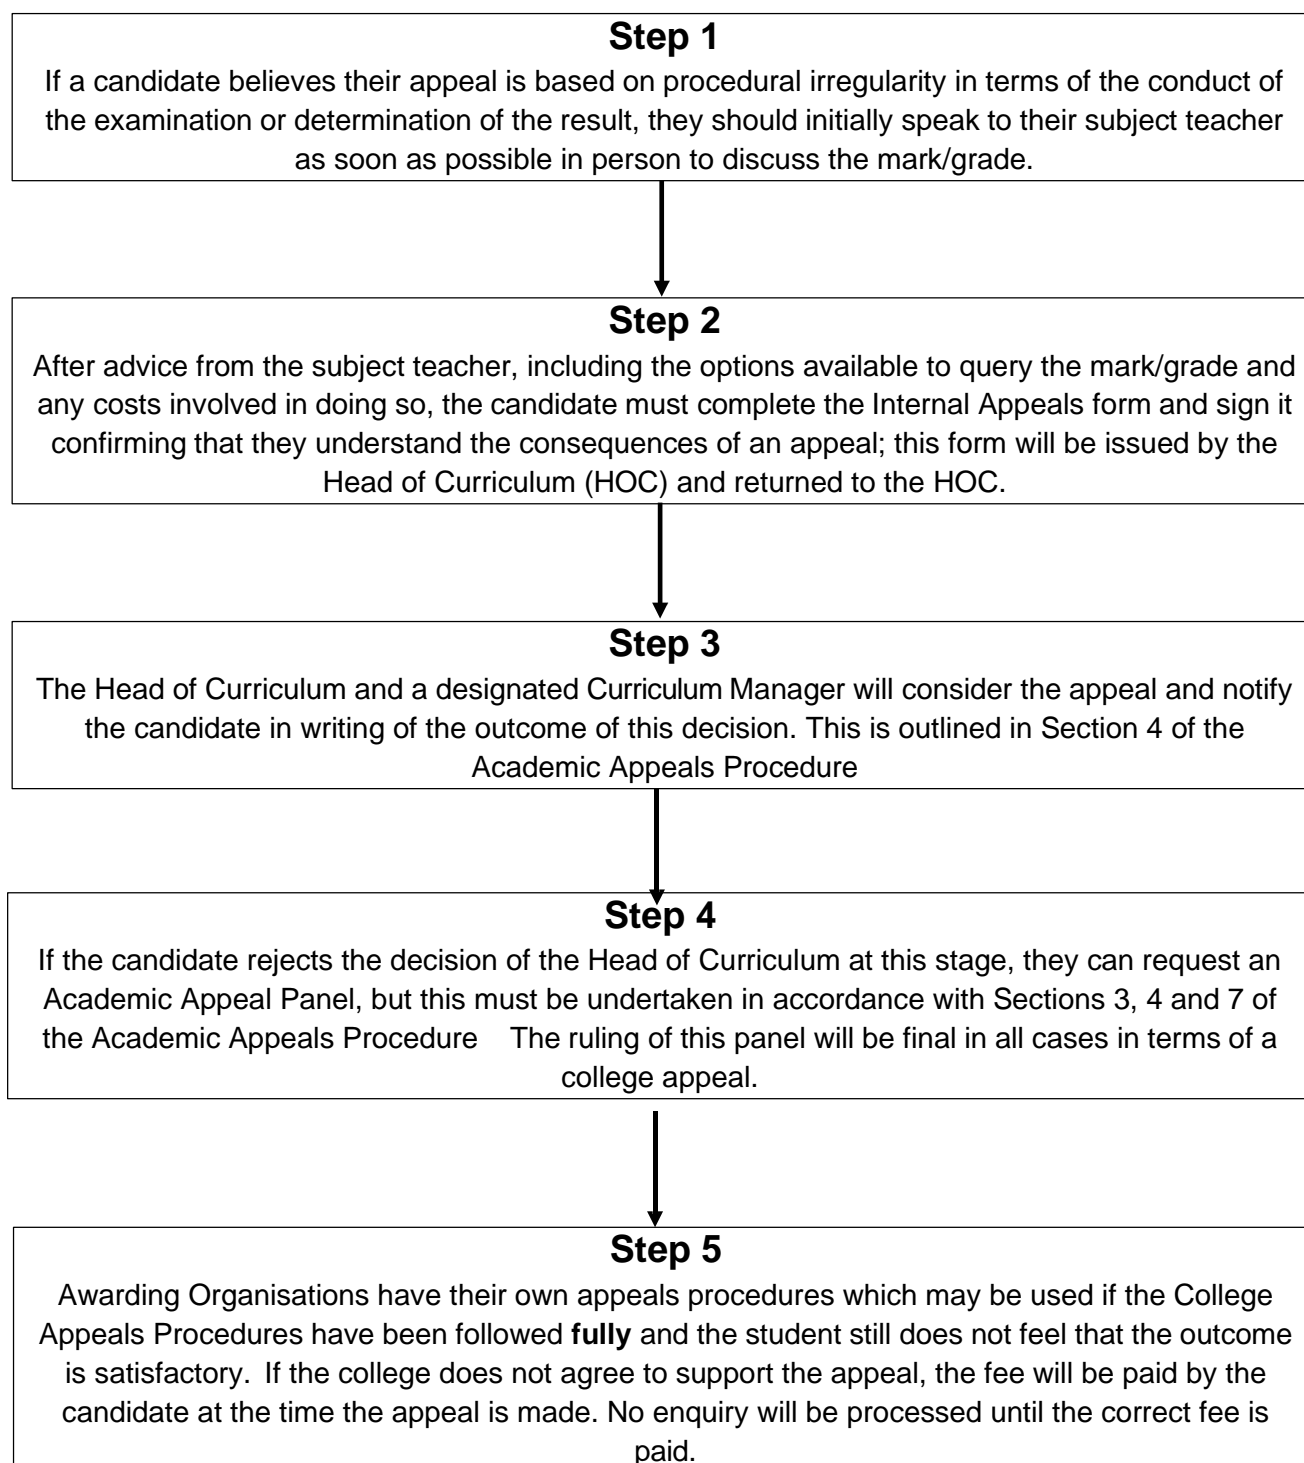 Step 1
If a candidate believes their appeal is based on procedural irregularity in terms of the conduct of
the examination or determination of the result, they should initially speak to their subject teacher
as soon as possible in person to discuss the mark/grade.
Step 2
After advice from the subject teacher, including the options available to query the mark/grade and
any costs involved in doing so, the candidate must complete the Internal Appeals form and sign it
confirming that they understand the consequences of an appeal; this form will be issued by the
Head of Curriculum (HOC) and returned to the HOC.
Step 3
The Head of Curriculum and a designated Curriculum Manager will consider the appeal and notify
the candidate in writing of the outcome of this decision. This is outlined in Section 4 of the
Academic Appeals Procedure
Step 4
If the candidate rejects the decision of the Head of Curriculum at this stage, they can request an
Academic Appeal Panel, but this must be undertaken in accordance with Sections 3, 4 and 7 of
the Academic Appeals Procedure    The ruling of this panel will be final in all cases in terms of a
college appeal.
Step 5
Awarding Organisations have their own appeals procedures which may be used if the College
Appeals Procedures have been followed fully and the student still does not feel that the outcome
is satisfactory.  If the college does not agree to support the appeal, the fee will be paid by the
candidate at the time the appeal is made. No enquiry will be processed until the correct fee is
paid.